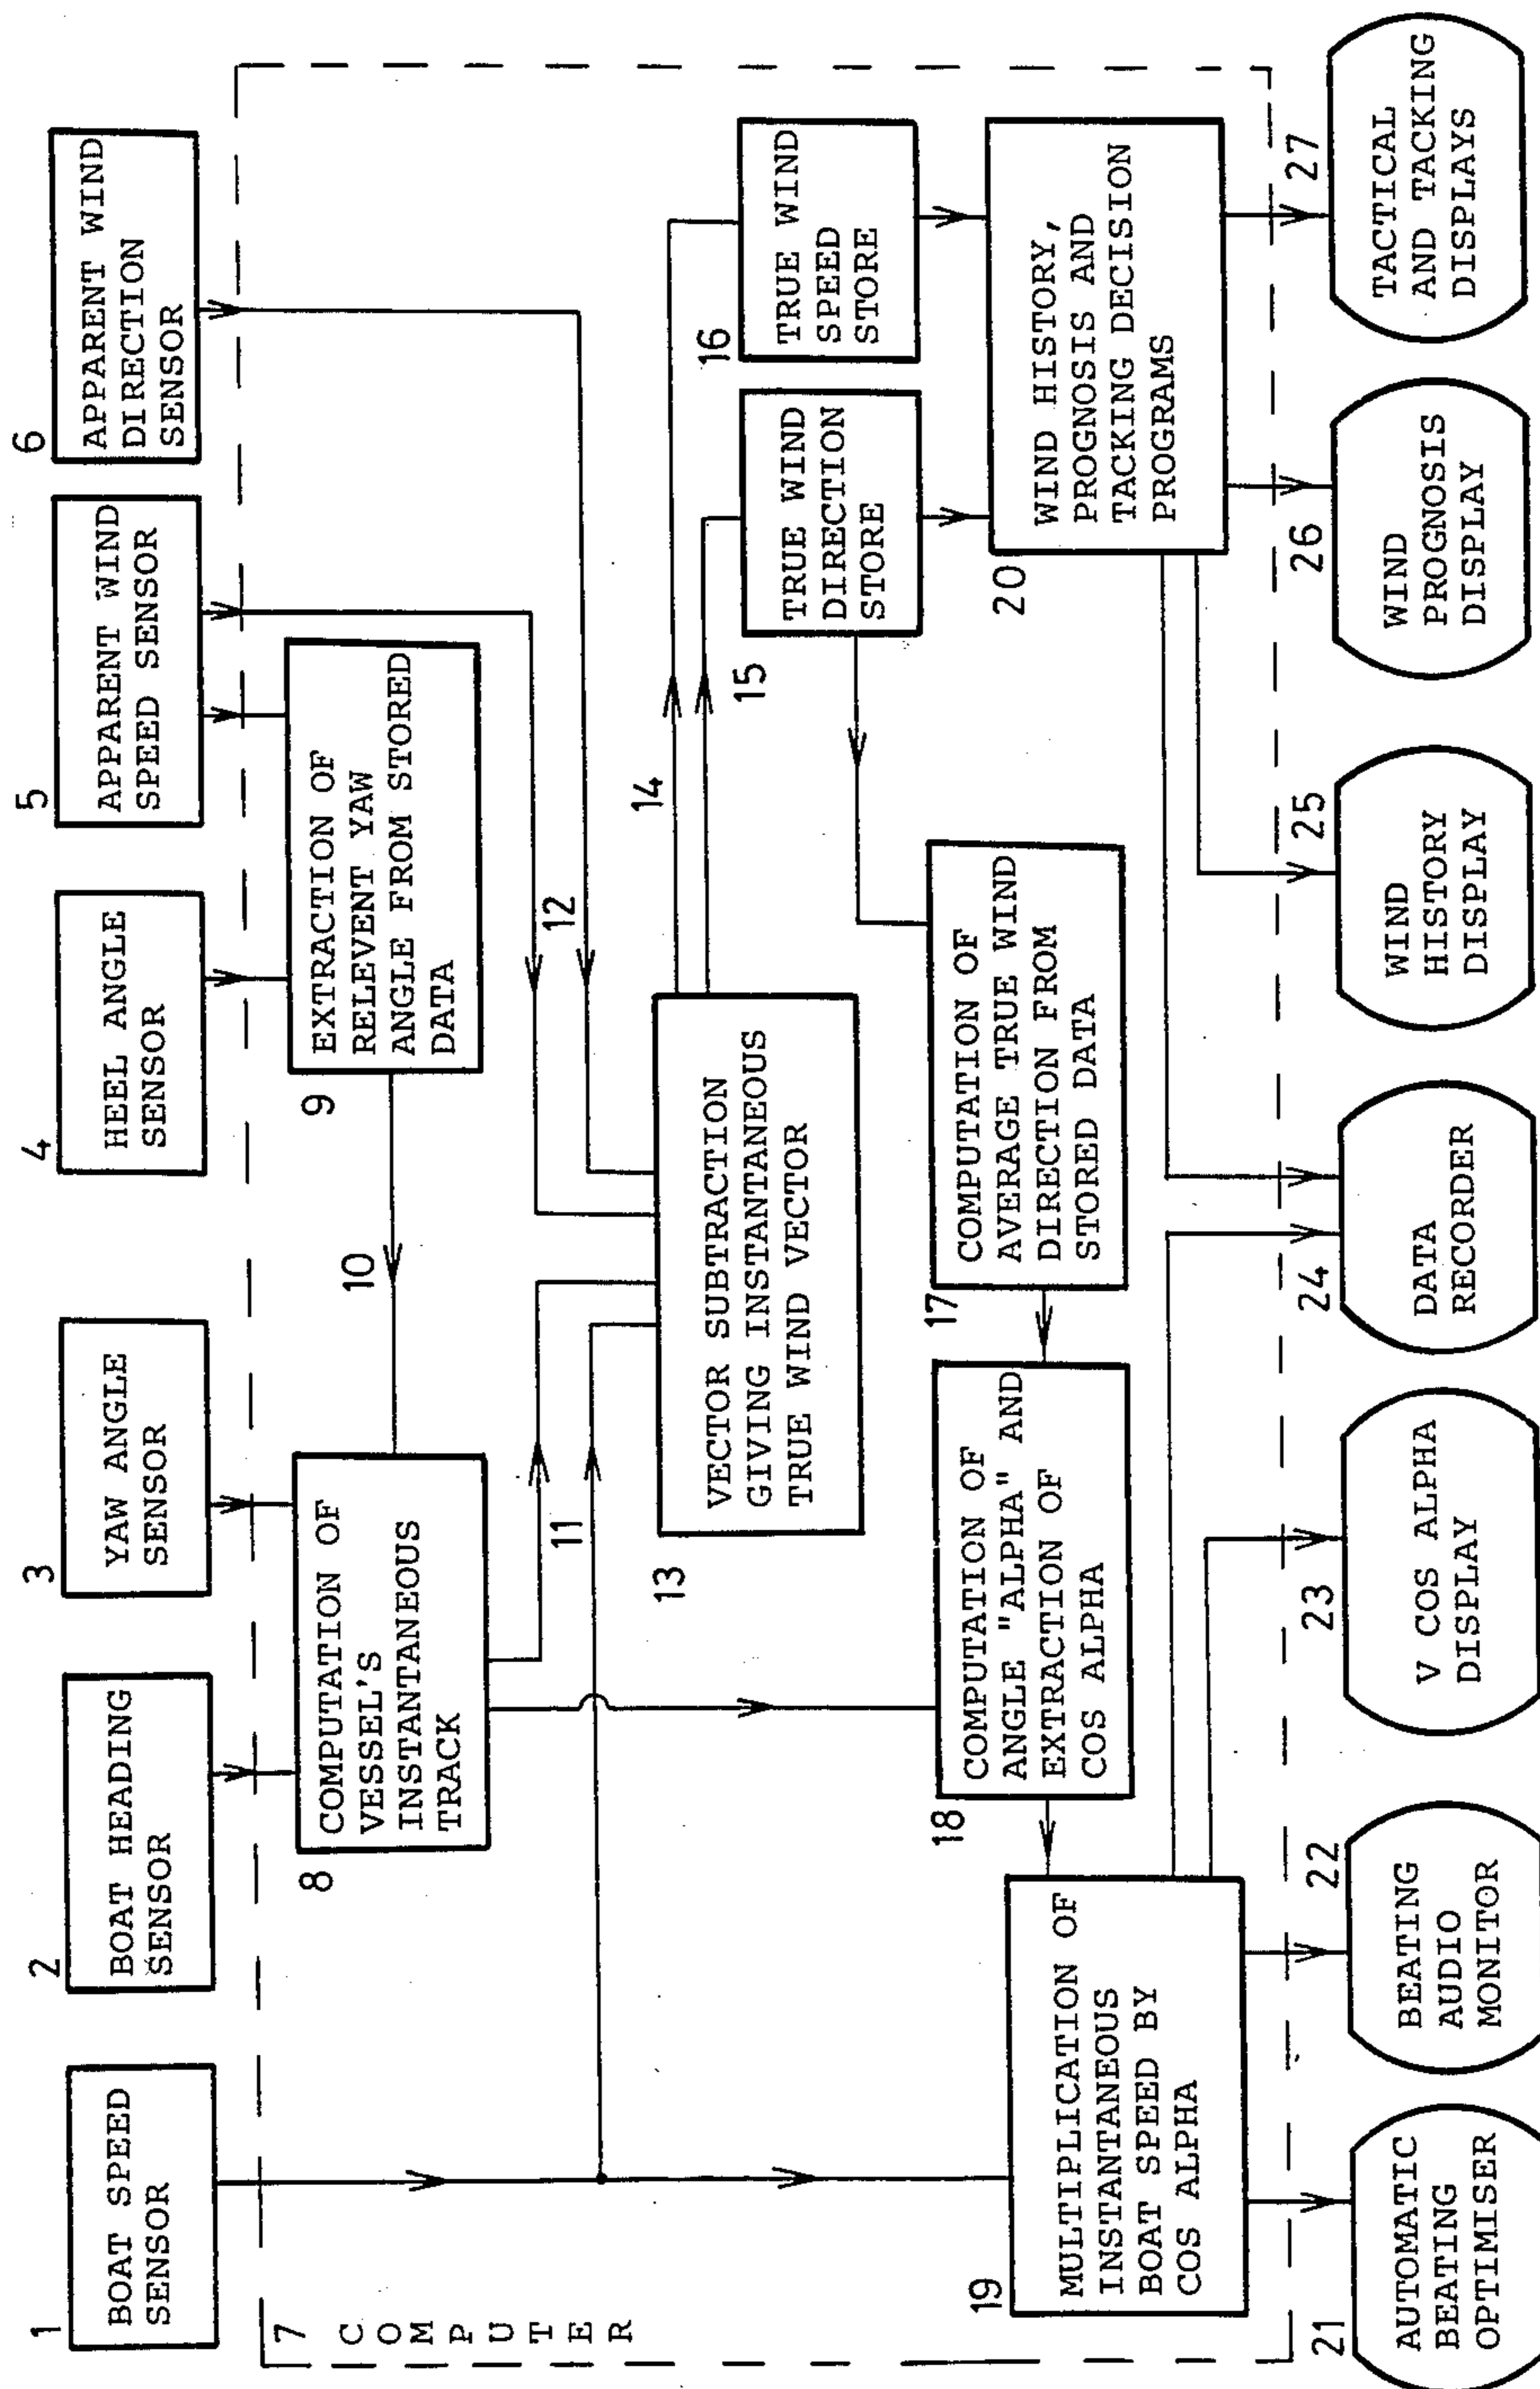 1
BOAT SPEED
SENSOR
2
BOAT HEADING
SENSOR
3
YAW ANGLE
SENSOR
4
HEEL ANGLE
SENSOR
5
APPARENT WIND
SPEED SENSOR
6
APPARENT WIND
DIRECTION
SENSOR
7
COMPUTER
8
COMPUTATION OF
VESSEL'S
INSTANTANEOUS
TRACK
9
EXTRACTION OF
RELEVENT YAW
ANGLE FROM STORED
DATA
10
11
12
13
VECTOR SUBTRACTION
GIVING INSTANTANEOUS
TRUE WIND VECTOR
14
15
TRUE WIND
DIRECTION
STORE
16
TRUE WIND
SPEED
STORE
17
COMPUTATION OF
AVERAGE TRUE WIND
DIRECTION FROM
STORED DATA
18
COMPUTATION OF
ANGLE "ALPHA" AND
EXTRACTION OF
COS ALPHA
19
MULTIPLICATION OF
INSTANTANEOUS
BOAT SPEED BY
COS ALPHA
20
WIND HISTORY,
PROGNOSIS AND
TACKING DECISION
PROGRAMS
21
AUTOMATIC
BEATING
OPTIMISER
22
BEATING
AUDIO
MONITOR
23
V COS ALPHA
DISPLAY
24
DATA
RECORDER
25
WIND
HISTORY
DISPLAY
26
WIND
PROGNOSIS
DISPLAY
27
TACTICAL
AND TACKING
DISPLAYS